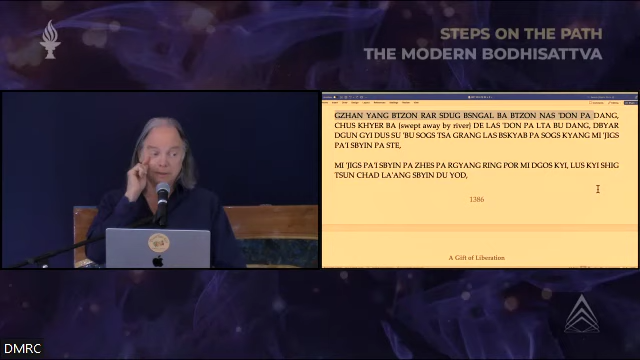 STEPS ON THE PATH
THE MODERN BODHISATTVA
GZHAN YANG BTZON RAR SDUG BSNGAL BA BTZON NAS 'DON PA DANG,
CHUS KHYER BA (swept away by river) DE LAS 'DON PA LTA BU DANG, DBYAR
DGUN GYI DUS SU 'BU SOGS TSA GRANG LAS BSKYAB PA SOGS KYANG MI 'JIGS
PA'I SBYIN PA STE,
MI 'JIGS PA'I SBYIN PA ZHES PA RGYANG RING POR MI DGOS KYI, LUS KYI SHIG
TSUN CHAD LA'ANG SBYIN DU YOD,
1386
A Gift of Liberation
DMRC